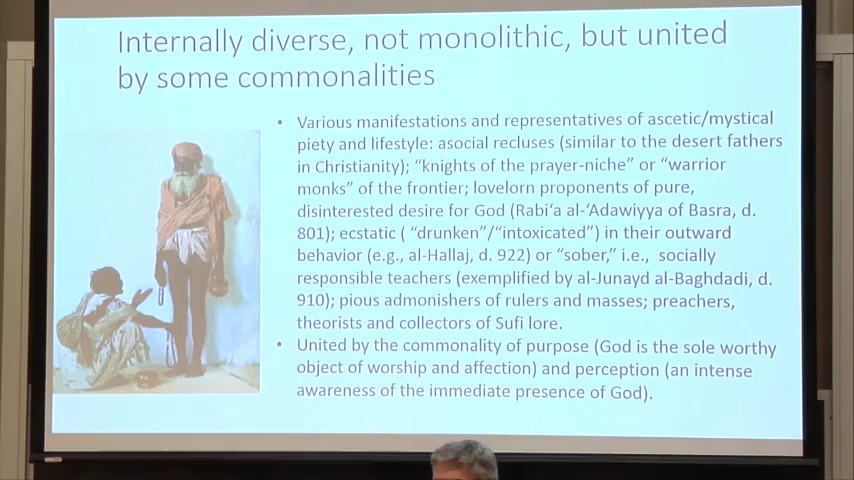 Internally diverse, not monolithic, but united
by some commonalities
• Various manifestations and representatives of ascetic/mystical
piety and lifestyle: asocial recluses (similar to the desert fathers
in Christianity); “knights of the prayer-niche” or “warrior
monks” of the frontier; lovelorn proponents of pure,
disinterested desire for God (Rabi‘a al-‘Adawiyya of Basra, d.
801); ecstatic ( “drunken”/“intoxicated”) in their outward
behavior (e.g., al-Hallaj, d. 922) or “sober,” i.e., socially
responsible teachers (exemplified by al-Junayd al-Baghdadi, d.
910); pious admonishers of rulers and masses; preachers,
theorists and collectors of Sufi lore.
• United by the commonality of purpose (God is the sole worthy
object of worship and affection) and perception (an intense
awareness of the immediate presence of God).